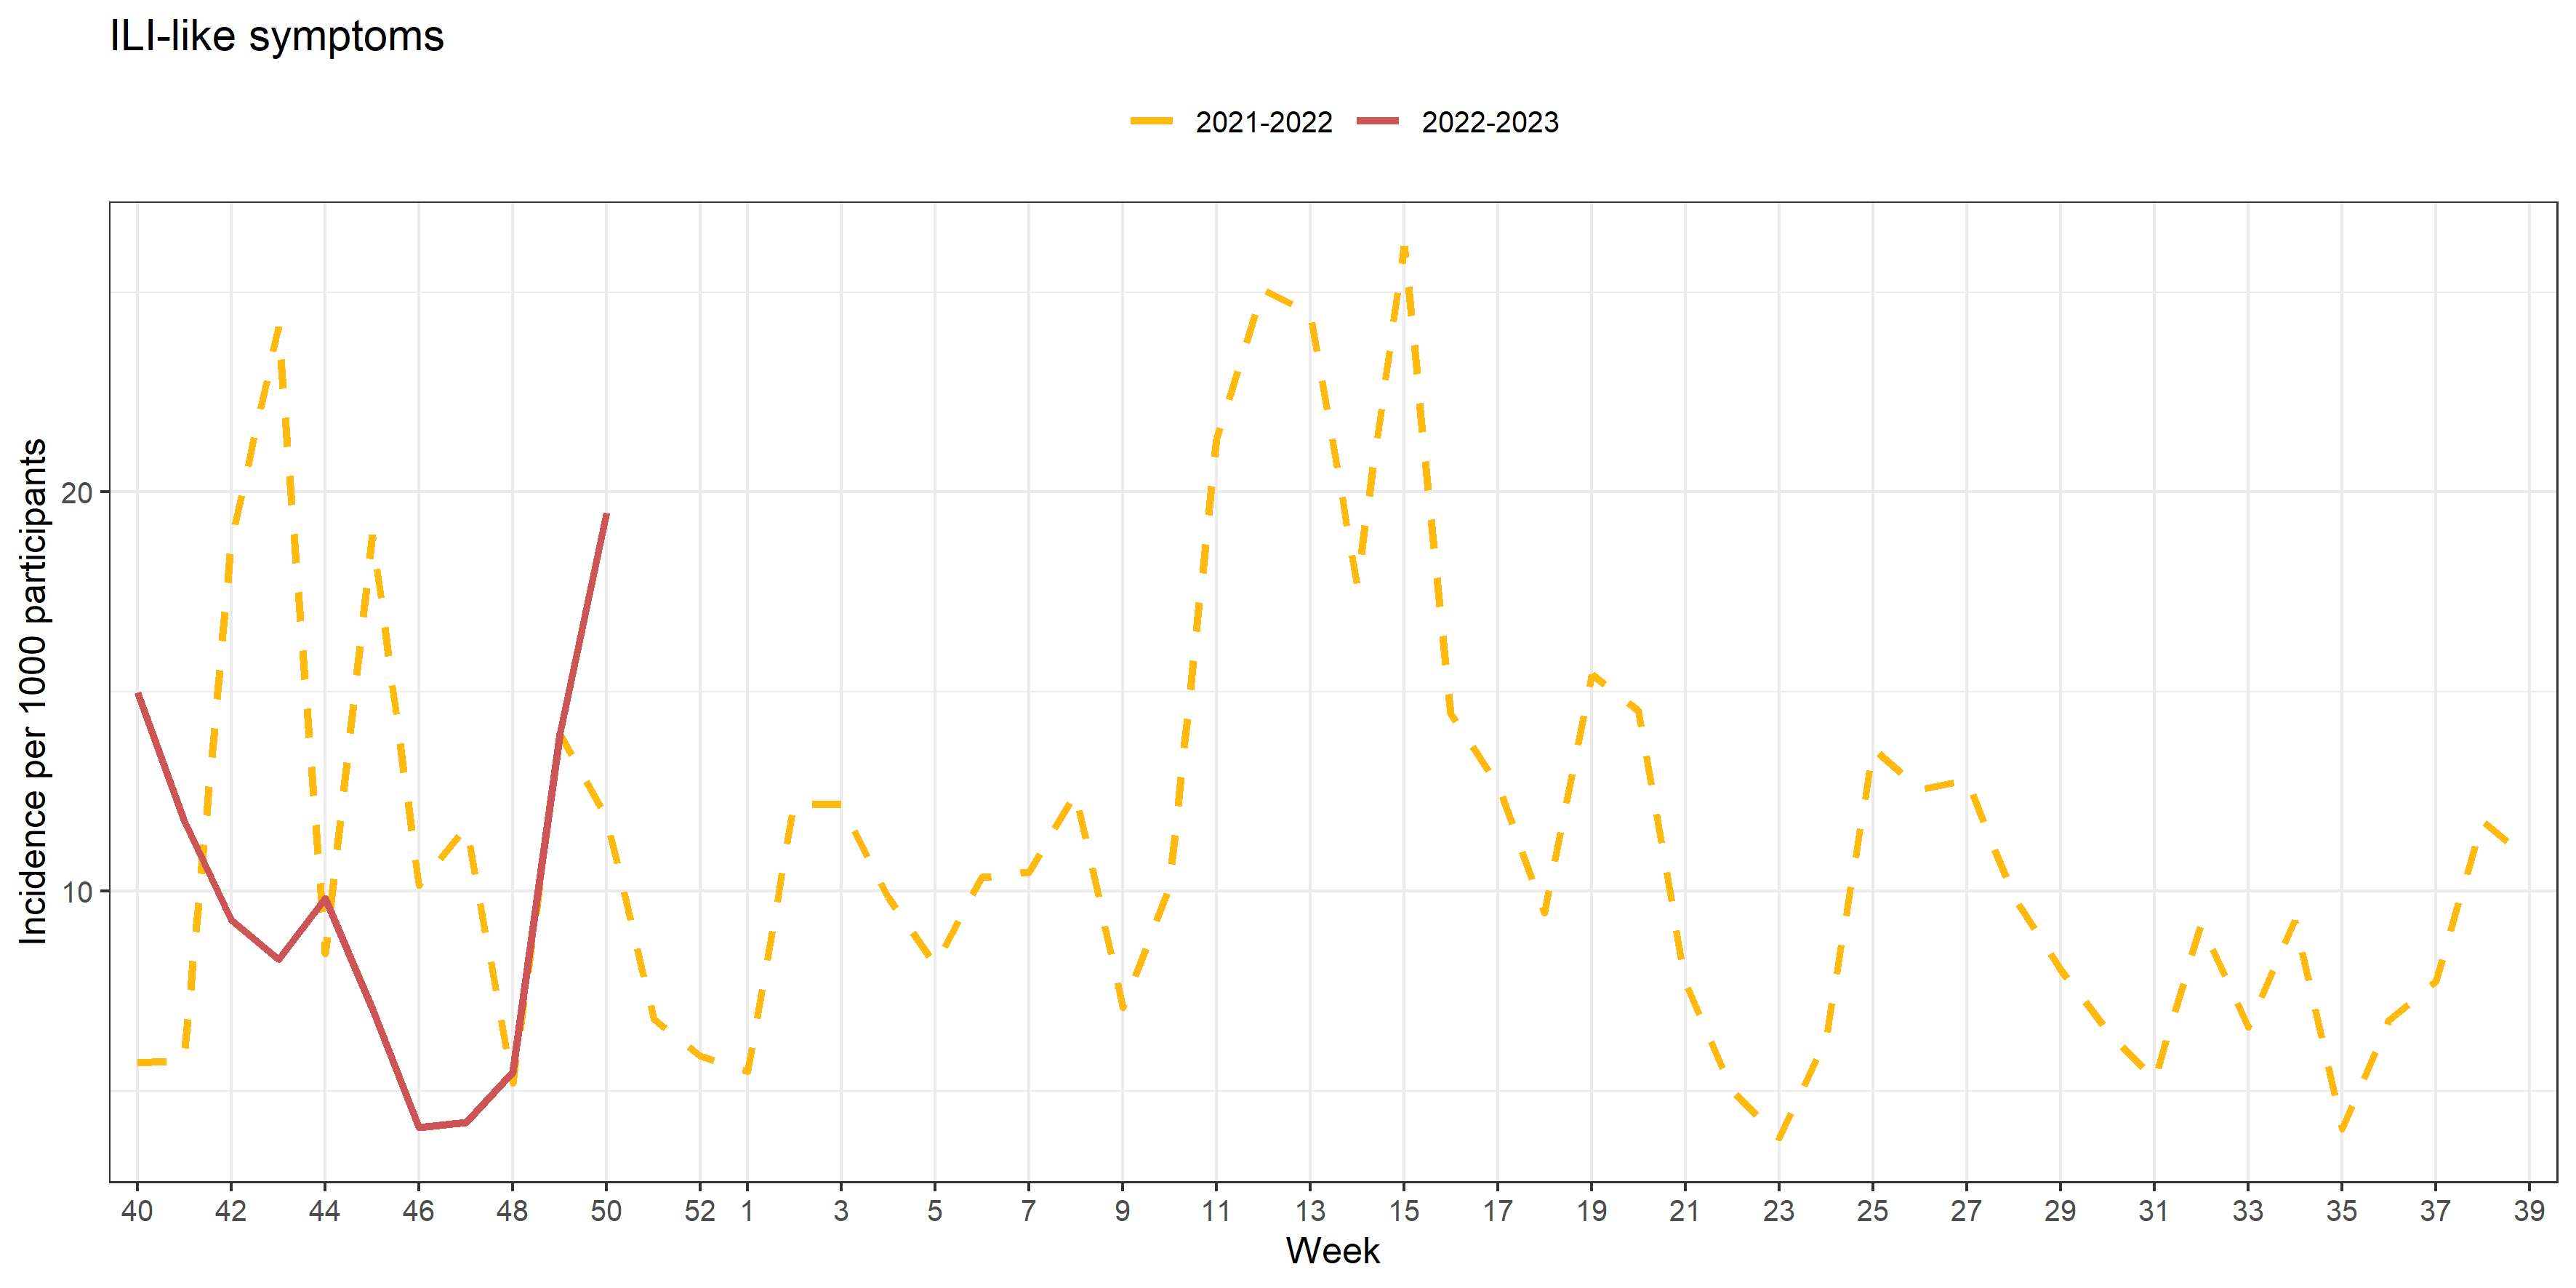 ILI-like symptoms
2021-2022 2022-2023
Incidence per 1000 participants
20
10
40 42 44 46 48 50 52 1 3 5 7 9 11 13 15 17 19 21 23 25 27 29 31 33 35 37 39
Week